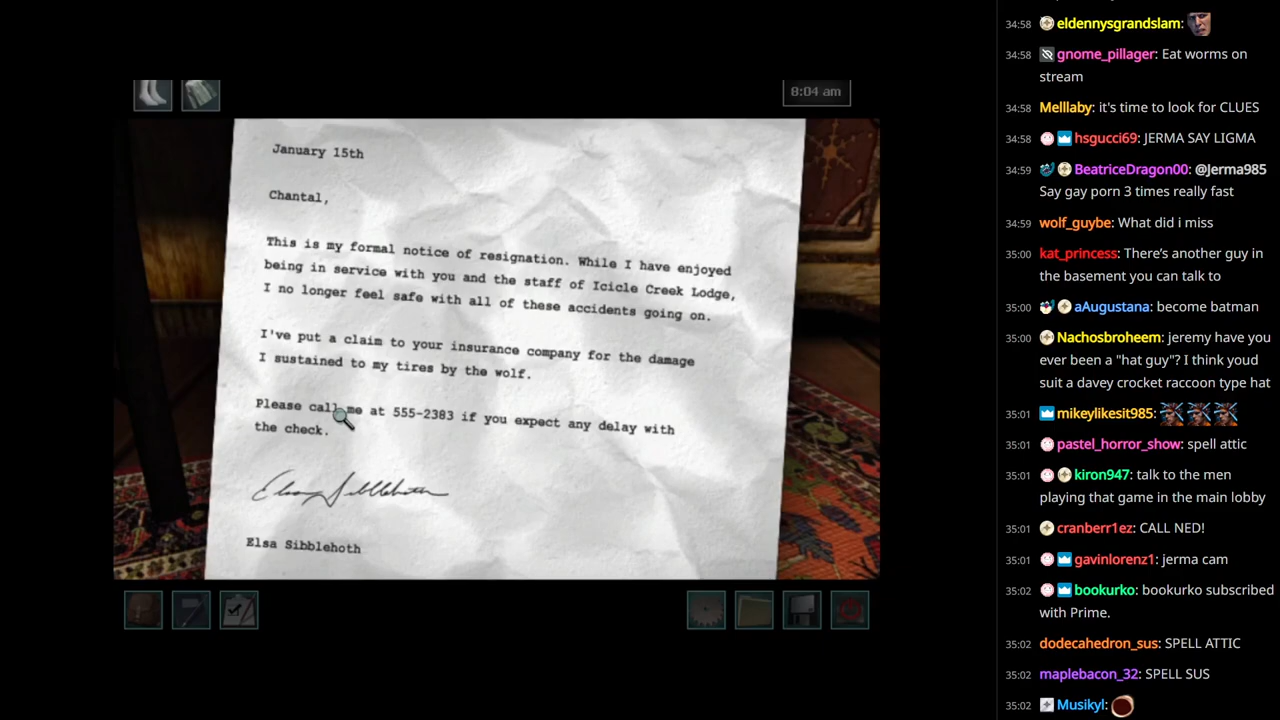 8:04 am
January 15th
Chantal,
This is my formal notice of resignation. While I have enjoyed
being in service with you and the staff of Icicle Creek Lodge,
I no longer feel safe with all of these accidents going on.
I've put a claim to your insurance company for the damage
I sustained to my tires by the wolf.
Please call me at 555-2383 if you expect any delay with
the check.
Elsa Sibblehoth
Elsa Sibblehoth
34:58 eldennysgrandslam:
34:58 gnome_pillager: Eat worms on
stream
Melllaby: it's time to look for CLUES
34:58 hsgucci69: JERMA SAY LIGMA
34:59 BeatriceDragon00: @Jerma985
Say gay porn 3 times really fast
34:59 wolf_guybe: What did i miss
35:00 kat_princess: There's another guy in
the basement you can talk to
35:00 aAugustana: become batman
35:00 Nachosbroheem: jeremy have you
ever been a "hat guy"? I think youd
suit a davey crocket raccoon type hat
35:01 mikeylikesit985:
35:01 pastel_horror_show: spell attic
35:01 kiron947: talk to the men
playing that game in the main lobby
35:01 cranberr1ez: CALL NED!
35:01 gavinlorenz1: jerma cam
35:02 bookurko: bookurko subscribed
with Prime.
35:02 dodecahedron_sus: SPELL ATTIC
35:02 maplebacon_32: SPELL SUS
35:02 Musikyl: